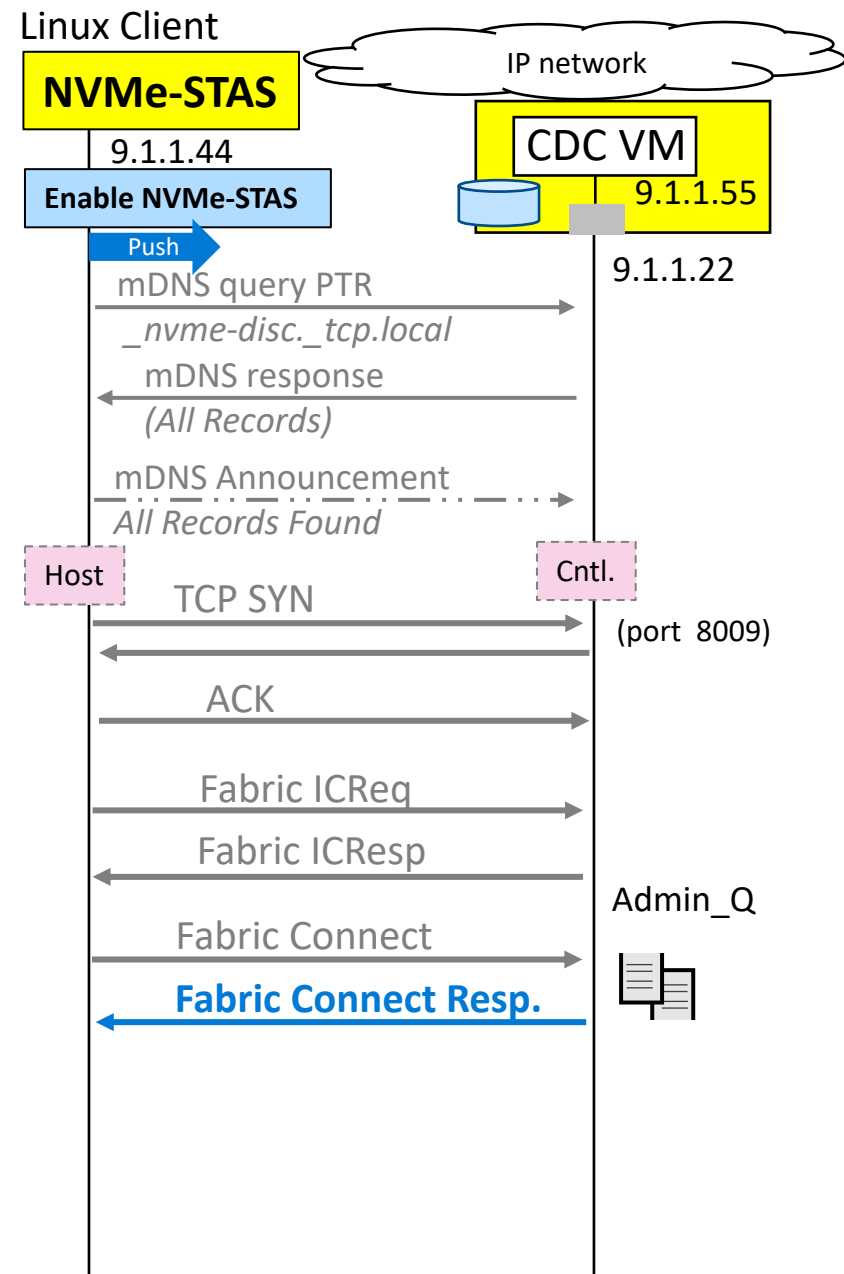 Linux Client
IP network
NVMe-STAS
CDC VM
9.1.1.44
9.1.1.55
Enable NVMe-STAS
Push
9.1.1.22
mDNS query PTR
_nvme-disc._tcp.local
mDNS response
(All Records)
mDNS Announcement
All Records Found
Host
Cntl.
TCP SYN
(port 8009)
ACK
Fabric ICReq
Fabric ICResp
Admin_Q
Fabric Connect
Fabric Connect Resp.